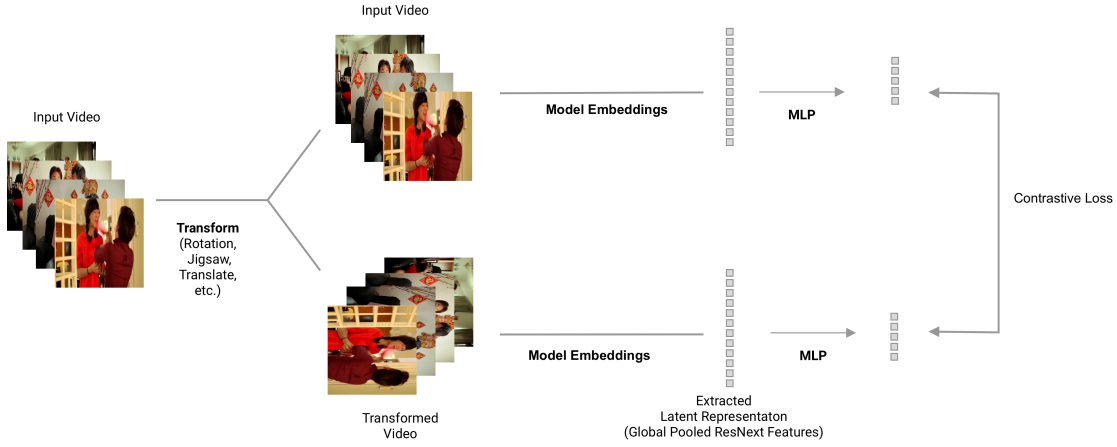 Input Video
Input Video
Transform
(Rotation,
Jigsaw,
Translate,
etc.)
Model Embeddings
MLP
Contrastive Loss
Model Embeddings
MLP
Transformed
Video
Extracted
Latent Representaton
(Global Pooled ResNext Features)